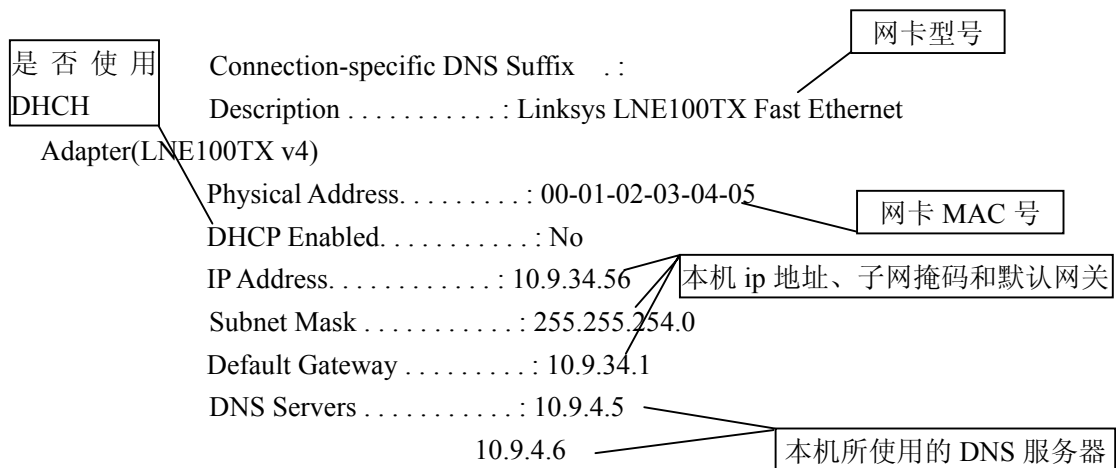 网卡型号
是否使用
DHCH
Connection-specific DNS Suffix . :
Description . . . . . . . . . . . : Linksys LNE100TX Fast Ethernet
Adapter(LNE100TX v4)
Physical Address. . . . . . . . . : 00-01-02-03-04-05
网卡 MAC 号
DHCP Enabled. . . . . . . . . . . : No
IP Address. . . . . . . . . . . . : 10.9.34.56
本机 ip 地址、子网掩码和默认网关
Subnet Mask . . . . . . . . . . . : 255.255.254.0
Default Gateway . . . . . . . . . : 10.9.34.1
DNS Servers . . . . . . . . . . . : 10.9.4.5
10.9.4.6
本机所使用的 DNS 服务器